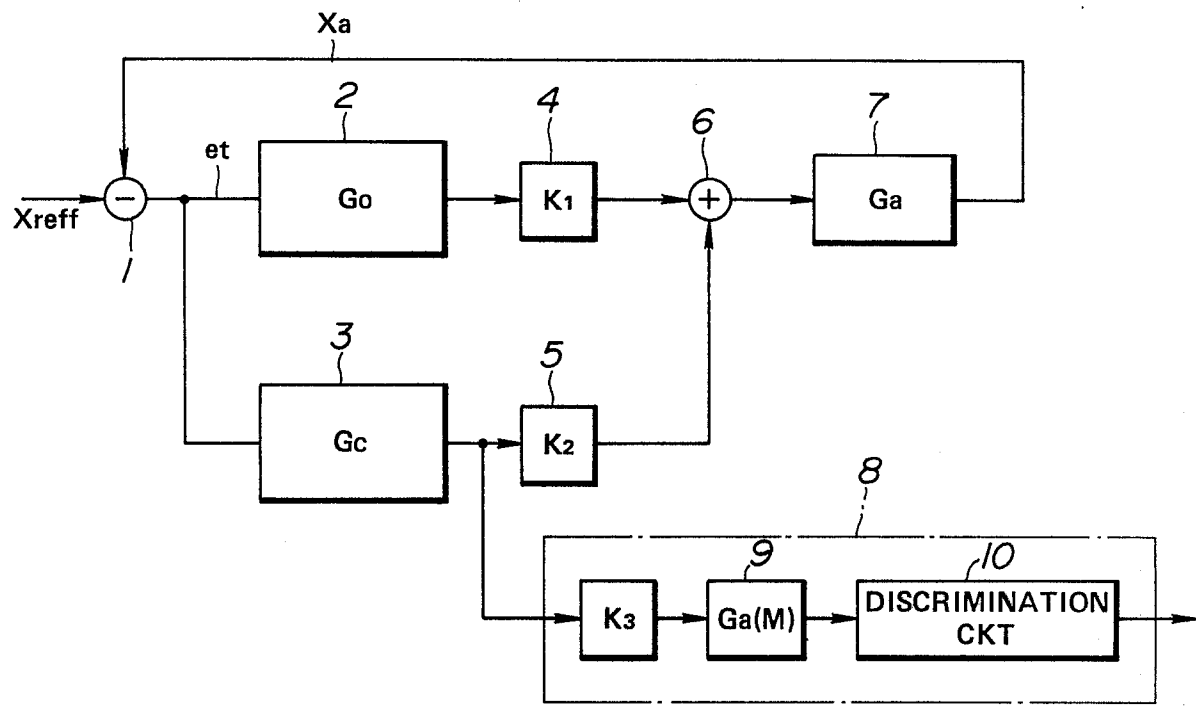 Xa
2
4
6
7
et
Go
K1
+
Ga
Xreff
−
1
3
5
Gc
K2
8
9
10
K3
Ga(M)
DISCRIMINATION
CKT